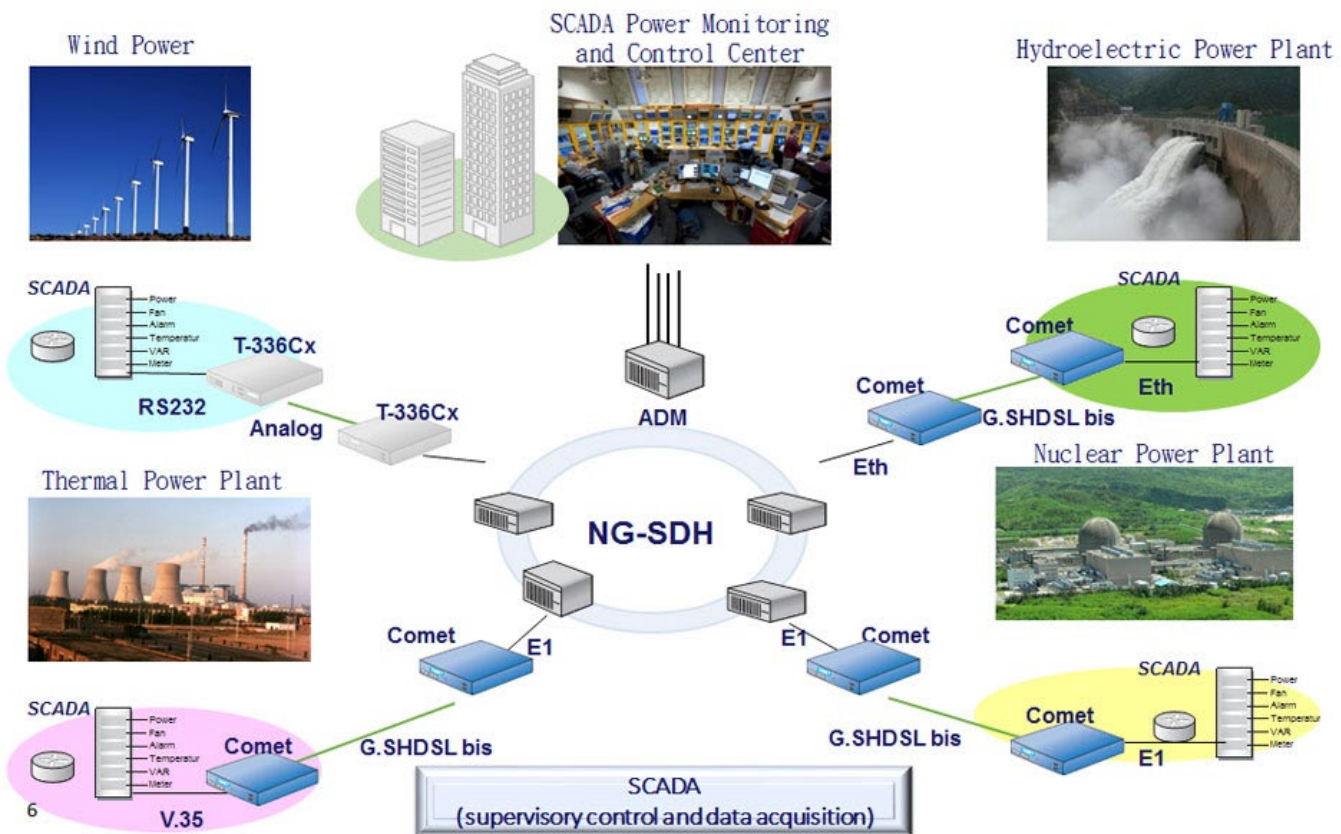 Wind Power
SCADA Power Monitoring
and Control Center
Hydroelectric Power Plant
SCADA
Power
Fan
Alarm
Temperatur
VAR
Meter
T-336Cx
RS232
Analog
T-336Cx
ADM
SCADA
Power
Fan
Alarm
Temperatur
VAR
Meter
Comet
Eth
Comet
G.SHDSL bis
Eth
Thermal Power Plant
NG-SDH
Nuclear Power Plant
Comet
E1
E1
Comet
SCADA
Power
Fan
Alarm
Temperatur
VAR
Meter
Comet
G.SHDSL bis
V.35
6
G.SHDSL bis
SCADA
Power
Fan
Alarm
Temperatur
VAR
Meter
Comet
E1
SCADA
(supervisory control and data acquisition)